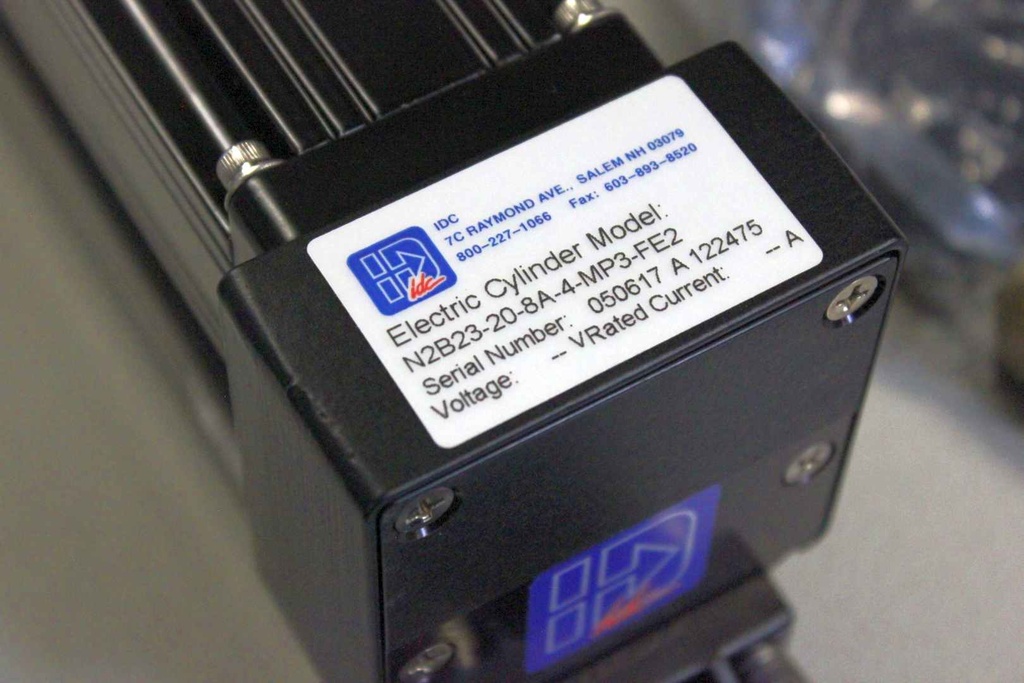 IDC
7C RAYMOND AVE., SALEM NH 03079
800-227-1066 Fax: 603-893-8520
idc
Electric Cylinder Model:
N2B23-20-8A-4-MP3-FE2
Serial Number: 050617 A 122475
Voltage: -- VRated Current: -- A
idc